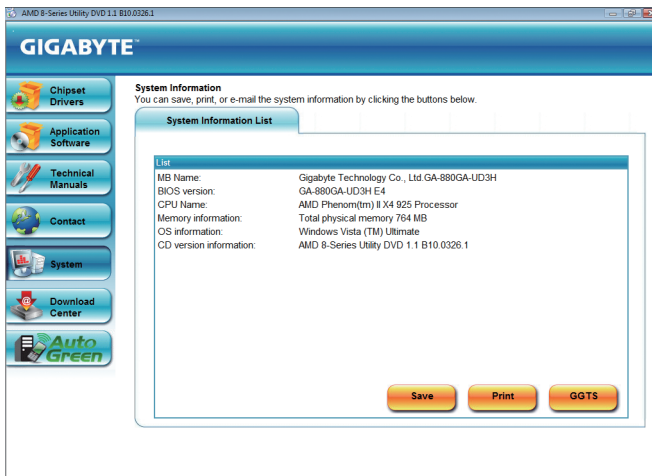 AMD 8-Series Utility DVD 1.1 B10.0326.1
GIGABYTE™
Chipset
Drivers
Application
Software
Technical
Manuals
Contact
System
Download
Center
Auto
Green
System Information
You can save, print, or e-mail the system information by clicking the buttons below.
System Information List
List
MB Name: Gigabyte Technology Co., Ltd.GA-880GA-UD3H
BIOS version: GA-880GA-UD3H E4
CPU Name: AMD Phenom(tm) II X4 925 Processor
Memory information: Total physical memory 764 MB
OS information: Windows Vista (TM) Ultimate
CD version information: AMD 8-Series Utility DVD 1.1 B10.0326.1
Save Print GGTS